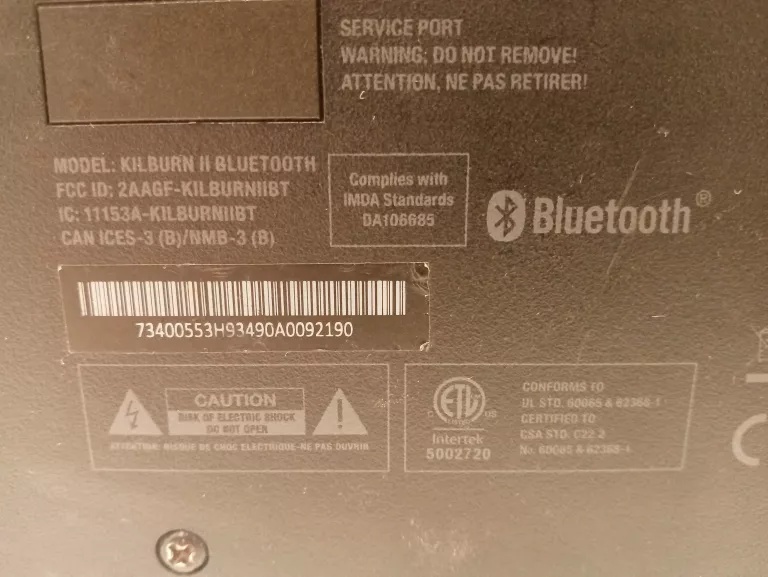 SERVICE PORT
WARNING: DO NOT REMOVE!
ATTENTION, NE PAS RETIRER!
MODEL: KILBURN II BLUETOOTH
FCC ID: 2AAGF-KILBURNIIBT
IC: 11153A-KILBURNIIBT
CAN ICES-3 (B)/NMB-3 (B)
Complies with
IMDA Standards
DA106685
Bluetooth®
73400553H93490A0092190
CAUTION
RISK OF ELECTRIC SHOCK
DO NOT OPEN
ATTENTION: RISQUE DE CHOC ELECTRIQUE-NE PAS OUVRIR
ETL
C US
Intertek
5002720
CONFORMS TO
UL STD. 60065 & 62368-1
CERTIFIED TO
CSA STD. C22.2
No. 60065 & 62368-1
CE